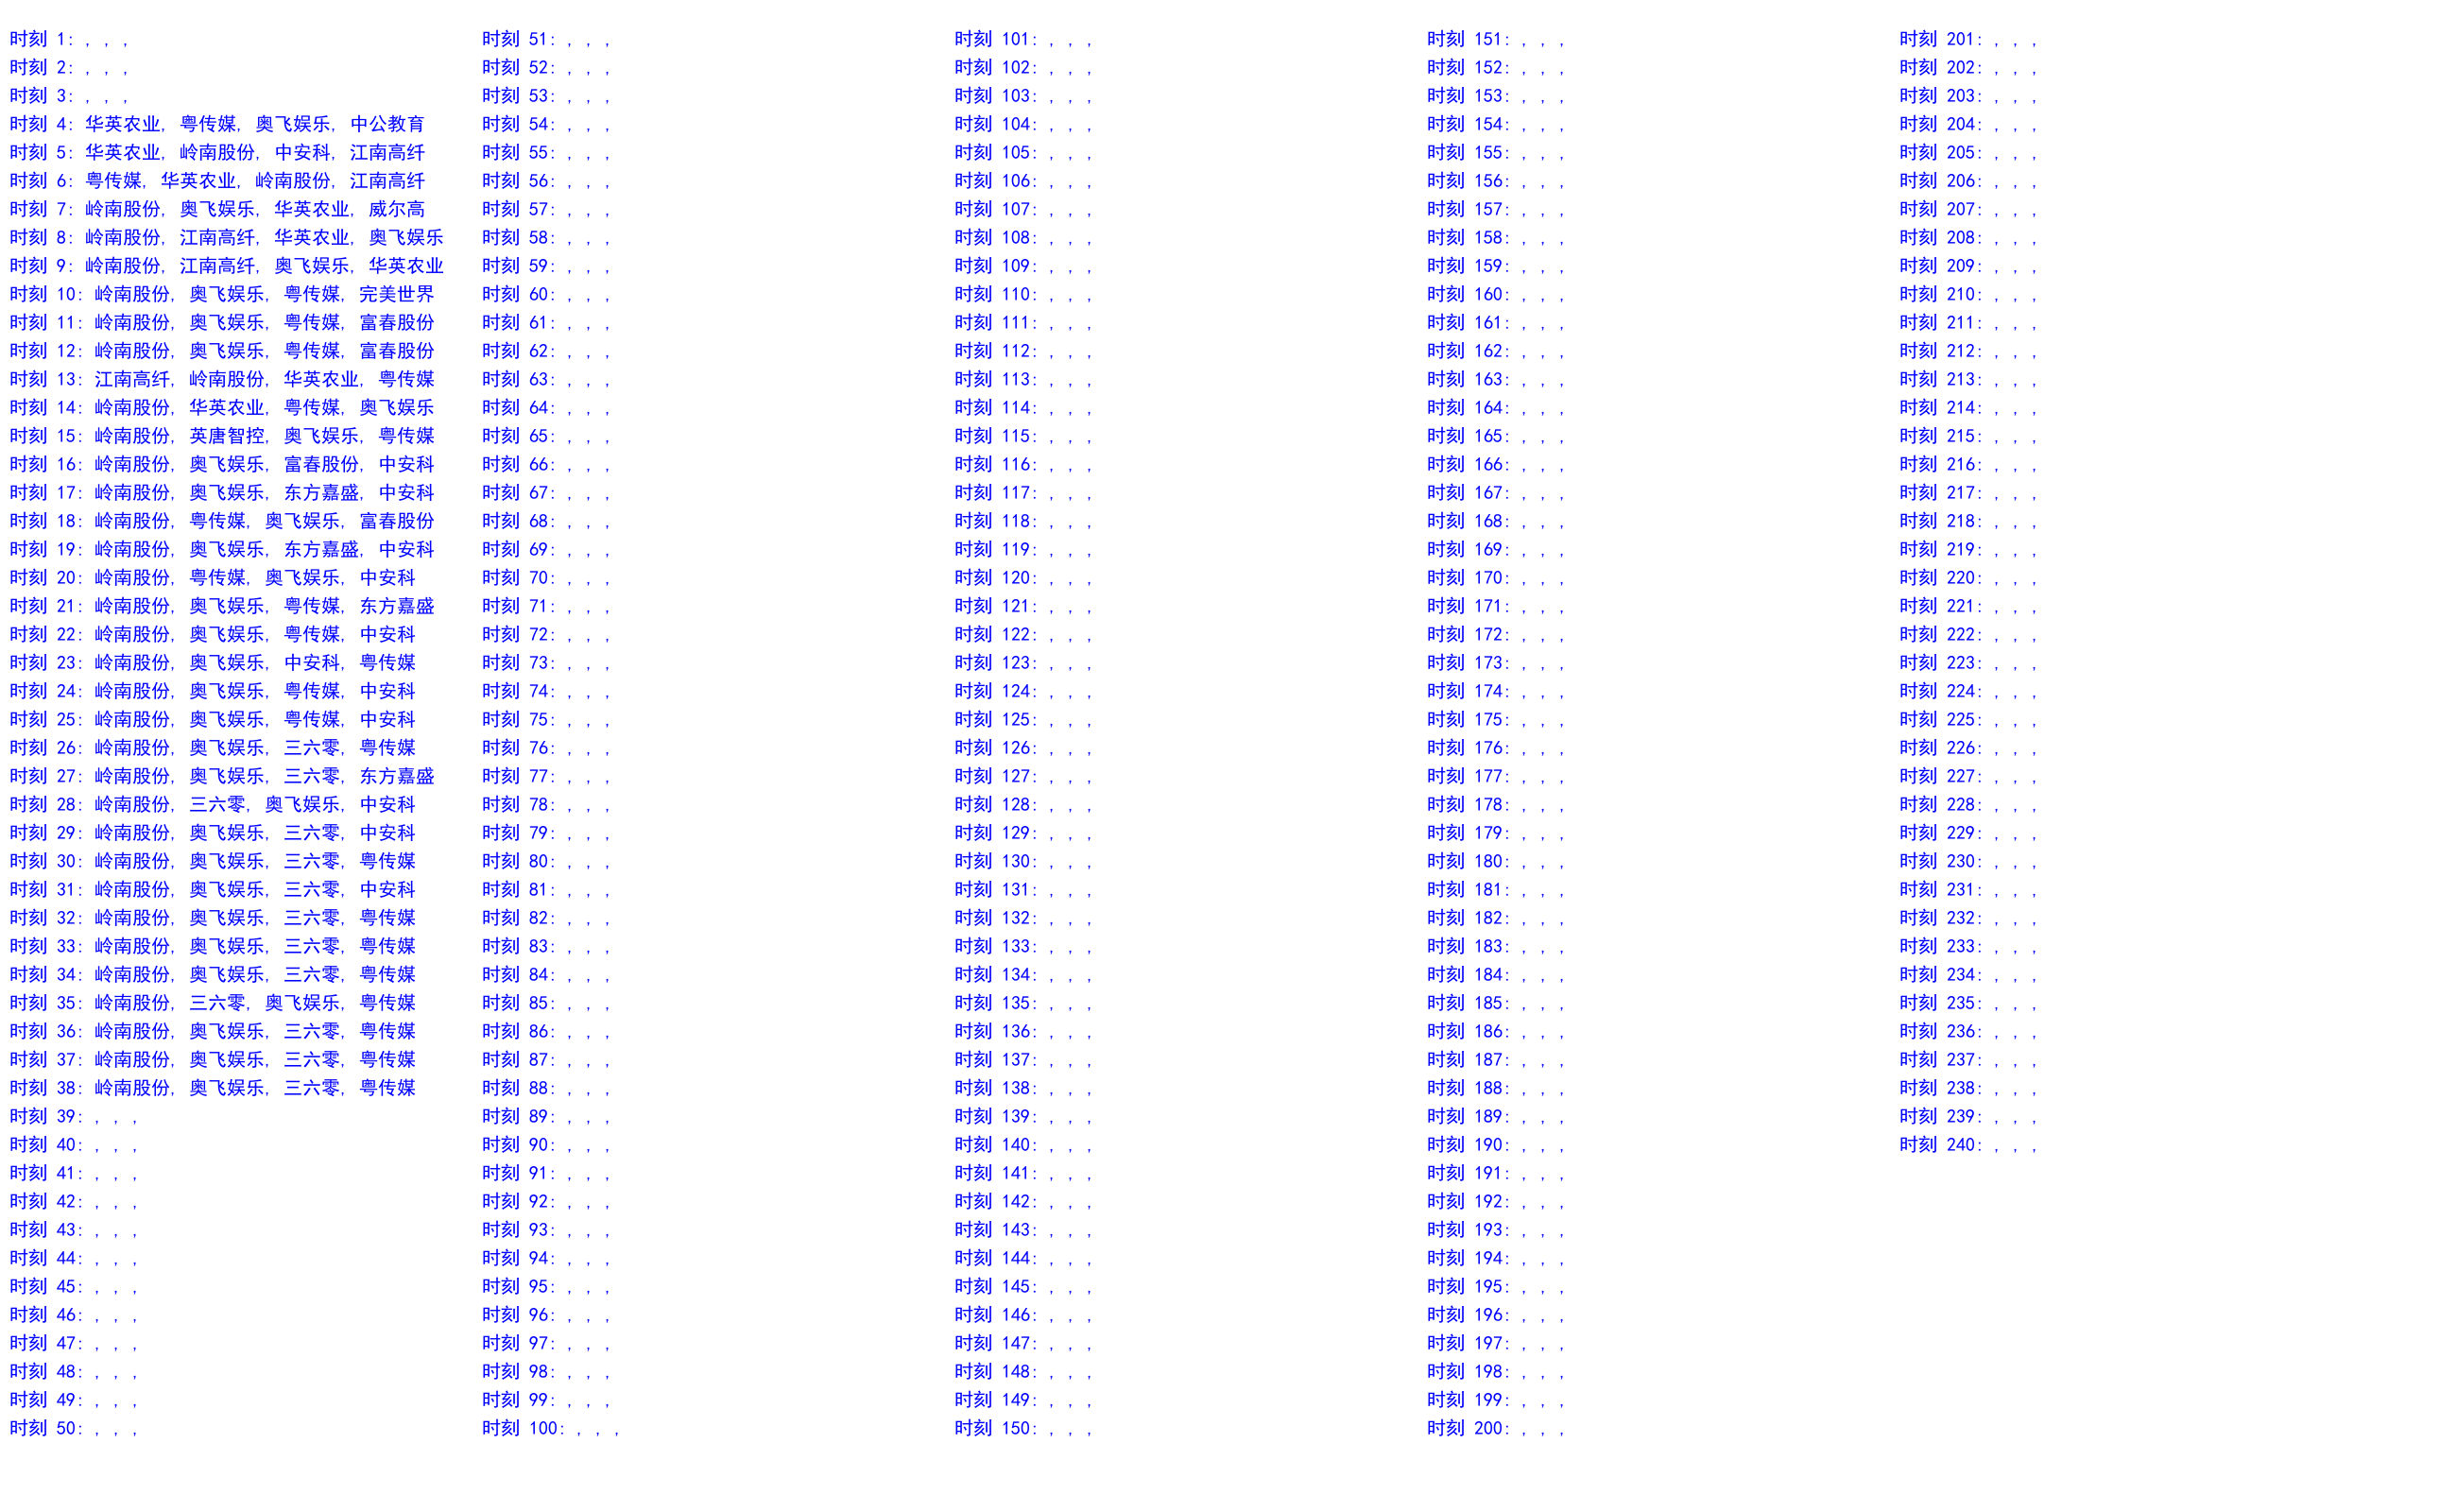 时刻 1: , , ,
时刻 2: , , ,
时刻 3: , , ,
时刻 4: 华英农业, 粤传媒, 奥飞娱乐, 中公教育
时刻 5: 华英农业, 岭南股份, 中安科, 江南高纤
时刻 6: 粤传媒, 华英农业, 岭南股份, 江南高纤
时刻 7: 岭南股份, 奥飞娱乐, 华英农业, 威尔高
时刻 8: 岭南股份, 江南高纤, 华英农业, 奥飞娱乐
时刻 9: 岭南股份, 江南高纤, 奥飞娱乐, 华英农业
时刻 10: 岭南股份, 奥飞娱乐, 粤传媒, 完美世界
时刻 11: 岭南股份, 奥飞娱乐, 粤传媒, 富春股份
时刻 12: 岭南股份, 奥飞娱乐, 粤传媒, 富春股份
时刻 13: 江南高纤, 岭南股份, 华英农业, 粤传媒
时刻 14: 岭南股份, 华英农业, 粤传媒, 奥飞娱乐
时刻 15: 岭南股份, 英唐智控, 奥飞娱乐, 粤传媒
时刻 16: 岭南股份, 奥飞娱乐, 富春股份, 中安科
时刻 17: 岭南股份, 奥飞娱乐, 东方嘉盛, 中安科
时刻 18: 岭南股份, 粤传媒, 奥飞娱乐, 富春股份
时刻 19: 岭南股份, 奥飞娱乐, 东方嘉盛, 中安科
时刻 20: 岭南股份, 粤传媒, 奥飞娱乐, 中安科
时刻 21: 岭南股份, 奥飞娱乐, 粤传媒, 东方嘉盛
时刻 22: 岭南股份, 奥飞娱乐, 粤传媒, 中安科
时刻 23: 岭南股份, 奥飞娱乐, 中安科, 粤传媒
时刻 24: 岭南股份, 奥飞娱乐, 粤传媒, 中安科
时刻 25: 岭南股份, 奥飞娱乐, 粤传媒, 中安科
时刻 26: 岭南股份, 奥飞娱乐, 三六零, 粤传媒
时刻 27: 岭南股份, 奥飞娱乐, 三六零, 东方嘉盛
时刻 28: 岭南股份, 三六零, 奥飞娱乐, 中安科
时刻 29: 岭南股份, 奥飞娱乐, 三六零, 中安科
时刻 30: 岭南股份, 奥飞娱乐, 三六零, 粤传媒
时刻 31: 岭南股份, 奥飞娱乐, 三六零, 中安科
时刻 32: 岭南股份, 奥飞娱乐, 三六零, 粤传媒
时刻 33: 岭南股份, 奥飞娱乐, 三六零, 粤传媒
时刻 34: 岭南股份, 奥飞娱乐, 三六零, 粤传媒
时刻 35: 岭南股份, 三六零, 奥飞娱乐, 粤传媒
时刻 36: 岭南股份, 奥飞娱乐, 三六零, 粤传媒
时刻 37: 岭南股份, 奥飞娱乐, 三六零, 粤传媒
时刻 38: 岭南股份, 奥飞娱乐, 三六零, 粤传媒
时刻 39: , , ,
时刻 40: , , ,
时刻 41: , , ,
时刻 42: , , ,
时刻 43: , , ,
时刻 44: , , ,
时刻 45: , , ,
时刻 46: , , ,
时刻 47: , , ,
时刻 48: , , ,
时刻 49: , , ,
时刻 50: , , ,
时刻 51: , , ,
时刻 52: , , ,
时刻 53: , , ,
时刻 54: , , ,
时刻 55: , , ,
时刻 56: , , ,
时刻 57: , , ,
时刻 58: , , ,
时刻 59: , , ,
时刻 60: , , ,
时刻 61: , , ,
时刻 62: , , ,
时刻 63: , , ,
时刻 64: , , ,
时刻 65: , , ,
时刻 66: , , ,
时刻 67: , , ,
时刻 68: , , ,
时刻 69: , , ,
时刻 70: , , ,
时刻 71: , , ,
时刻 72: , , ,
时刻 73: , , ,
时刻 74: , , ,
时刻 75: , , ,
时刻 76: , , ,
时刻 77: , , ,
时刻 78: , , ,
时刻 79: , , ,
时刻 80: , , ,
时刻 81: , , ,
时刻 82: , , ,
时刻 83: , , ,
时刻 84: , , ,
时刻 85: , , ,
时刻 86: , , ,
时刻 87: , , ,
时刻 88: , , ,
时刻 89: , , ,
时刻 90: , , ,
时刻 91: , , ,
时刻 92: , , ,
时刻 93: , , ,
时刻 94: , , ,
时刻 95: , , ,
时刻 96: , , ,
时刻 97: , , ,
时刻 98: , , ,
时刻 99: , , ,
时刻 100: , , ,
时刻 101: , , ,
时刻 102: , , ,
时刻 103: , , ,
时刻 104: , , ,
时刻 105: , , ,
时刻 106: , , ,
时刻 107: , , ,
时刻 108: , , ,
时刻 109: , , ,
时刻 110: , , ,
时刻 111: , , ,
时刻 112: , , ,
时刻 113: , , ,
时刻 114: , , ,
时刻 115: , , ,
时刻 116: , , ,
时刻 117: , , ,
时刻 118: , , ,
时刻 119: , , ,
时刻 120: , , ,
时刻 121: , , ,
时刻 122: , , ,
时刻 123: , , ,
时刻 124: , , ,
时刻 125: , , ,
时刻 126: , , ,
时刻 127: , , ,
时刻 128: , , ,
时刻 129: , , ,
时刻 130: , , ,
时刻 131: , , ,
时刻 132: , , ,
时刻 133: , , ,
时刻 134: , , ,
时刻 135: , , ,
时刻 136: , , ,
时刻 137: , , ,
时刻 138: , , ,
时刻 139: , , ,
时刻 140: , , ,
时刻 141: , , ,
时刻 142: , , ,
时刻 143: , , ,
时刻 144: , , ,
时刻 145: , , ,
时刻 146: , , ,
时刻 147: , , ,
时刻 148: , , ,
时刻 149: , , ,
时刻 150: , , ,
时刻 151: , , ,
时刻 152: , , ,
时刻 153: , , ,
时刻 154: , , ,
时刻 155: , , ,
时刻 156: , , ,
时刻 157: , , ,
时刻 158: , , ,
时刻 159: , , ,
时刻 160: , , ,
时刻 161: , , ,
时刻 162: , , ,
时刻 163: , , ,
时刻 164: , , ,
时刻 165: , , ,
时刻 166: , , ,
时刻 167: , , ,
时刻 168: , , ,
时刻 169: , , ,
时刻 170: , , ,
时刻 171: , , ,
时刻 172: , , ,
时刻 173: , , ,
时刻 174: , , ,
时刻 175: , , ,
时刻 176: , , ,
时刻 177: , , ,
时刻 178: , , ,
时刻 179: , , ,
时刻 180: , , ,
时刻 181: , , ,
时刻 182: , , ,
时刻 183: , , ,
时刻 184: , , ,
时刻 185: , , ,
时刻 186: , , ,
时刻 187: , , ,
时刻 188: , , ,
时刻 189: , , ,
时刻 190: , , ,
时刻 191: , , ,
时刻 192: , , ,
时刻 193: , , ,
时刻 194: , , ,
时刻 195: , , ,
时刻 196: , , ,
时刻 197: , , ,
时刻 198: , , ,
时刻 199: , , ,
时刻 200: , , ,
时刻 201: , , ,
时刻 202: , , ,
时刻 203: , , ,
时刻 204: , , ,
时刻 205: , , ,
时刻 206: , , ,
时刻 207: , , ,
时刻 208: , , ,
时刻 209: , , ,
时刻 210: , , ,
时刻 211: , , ,
时刻 212: , , ,
时刻 213: , , ,
时刻 214: , , ,
时刻 215: , , ,
时刻 216: , , ,
时刻 217: , , ,
时刻 218: , , ,
时刻 219: , , ,
时刻 220: , , ,
时刻 221: , , ,
时刻 222: , , ,
时刻 223: , , ,
时刻 224: , , ,
时刻 225: , , ,
时刻 226: , , ,
时刻 227: , , ,
时刻 228: , , ,
时刻 229: , , ,
时刻 230: , , ,
时刻 231: , , ,
时刻 232: , , ,
时刻 233: , , ,
时刻 234: , , ,
时刻 235: , , ,
时刻 236: , , ,
时刻 237: , , ,
时刻 238: , , ,
时刻 239: , , ,
时刻 240: , , ,